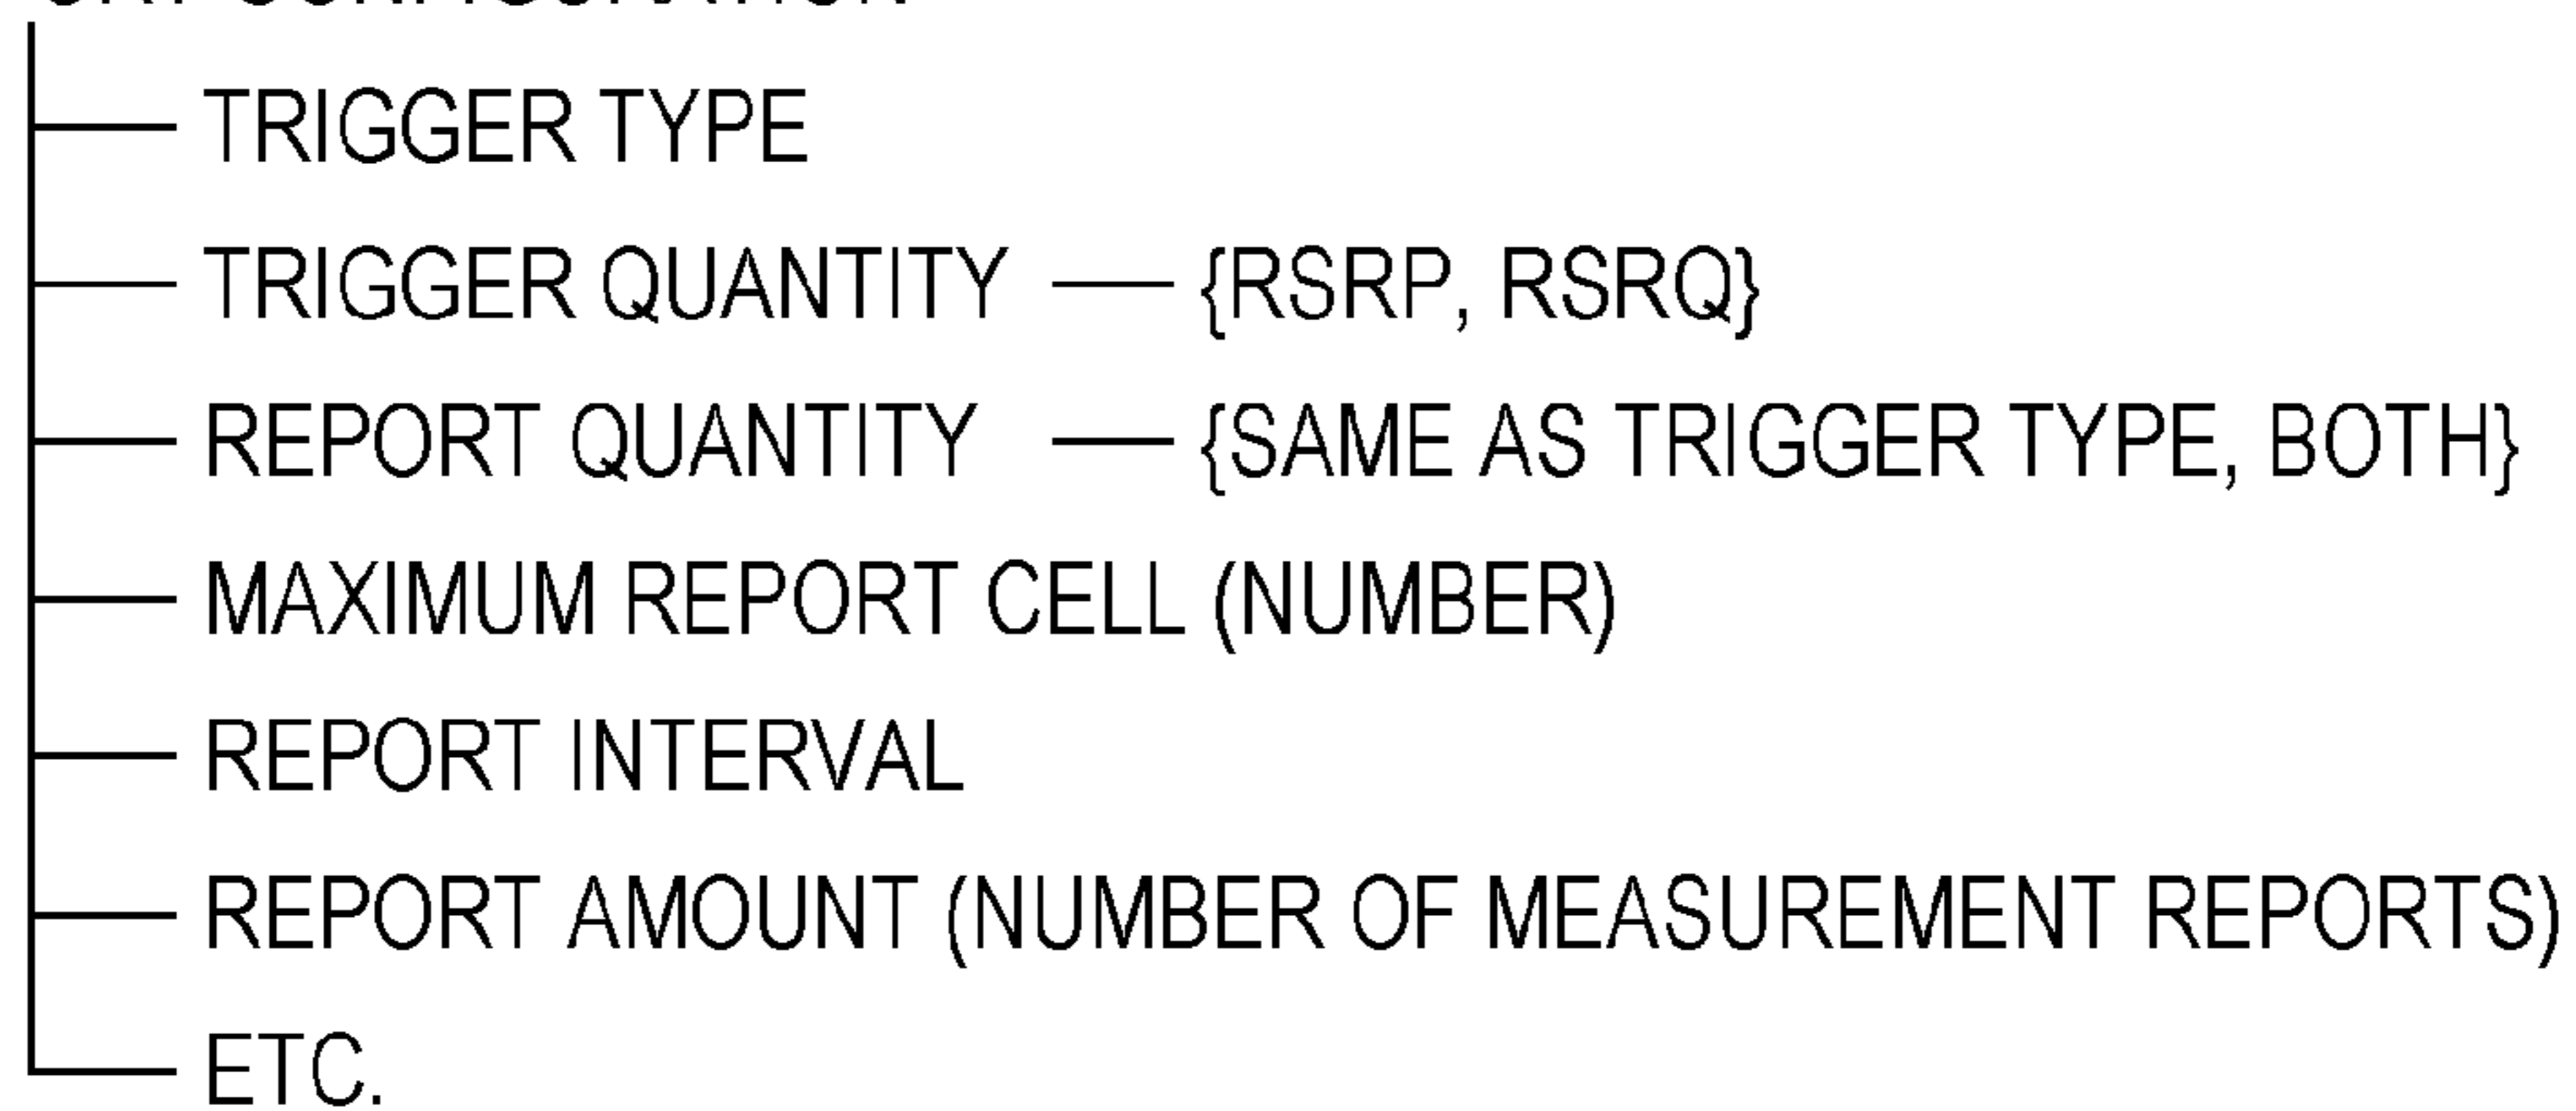 TRIGGER TYPE
TRIGGER QUANTITY — {RSRP, RSRQ}
REPORT QUANTITY — {SAME AS TRIGGER TYPE, BOTH}
MAXIMUM REPORT CELL (NUMBER)
REPORT INTERVAL
REPORT AMOUNT (NUMBER OF MEASUREMENT REPORTS)
ETC.